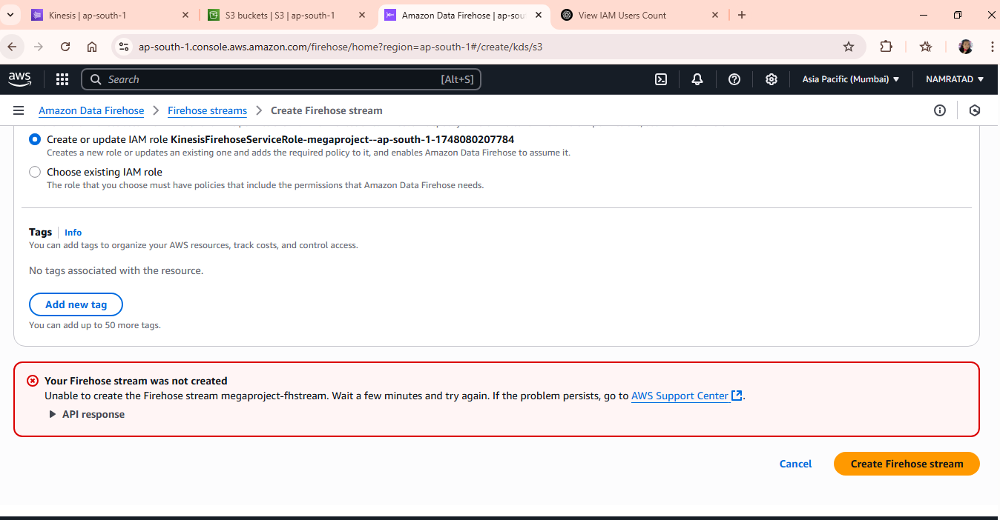 Kinesis | ap-south-1
S3 buckets | S3 | ap-south-1
Amazon Data Firehose | ap-sou
View IAM Users Count
ap-south-1.console.aws.amazon.com/firehose/home?region=ap-south-1#/create/kds/s3
aws
Search
[Alt+S]
Asia Pacific (Mumbai) ▼
NAMRATAD ▼
Amazon Data Firehose > Firehose streams > Create Firehose stream
Create or update IAM role KinesisFirehoseServiceRole-megaproject--ap-south-1-1748080207784
Creates a new role or updates an existing one and adds the required policy to it, and enables Amazon Data Firehose to assume it.
Choose existing IAM role
The role that you choose must have policies that include the permissions that Amazon Data Firehose needs.
Tags | Info
You can add tags to organize your AWS resources, track costs, and control access.
No tags associated with the resource.
Add new tag
You can add up to 50 more tags.
Your Firehose stream was not created
Unable to create the Firehose stream megaproject-fhstream. Wait a few minutes and try again. If the problem persists, go to AWS Support Center.
API response
Cancel
Create Firehose stream